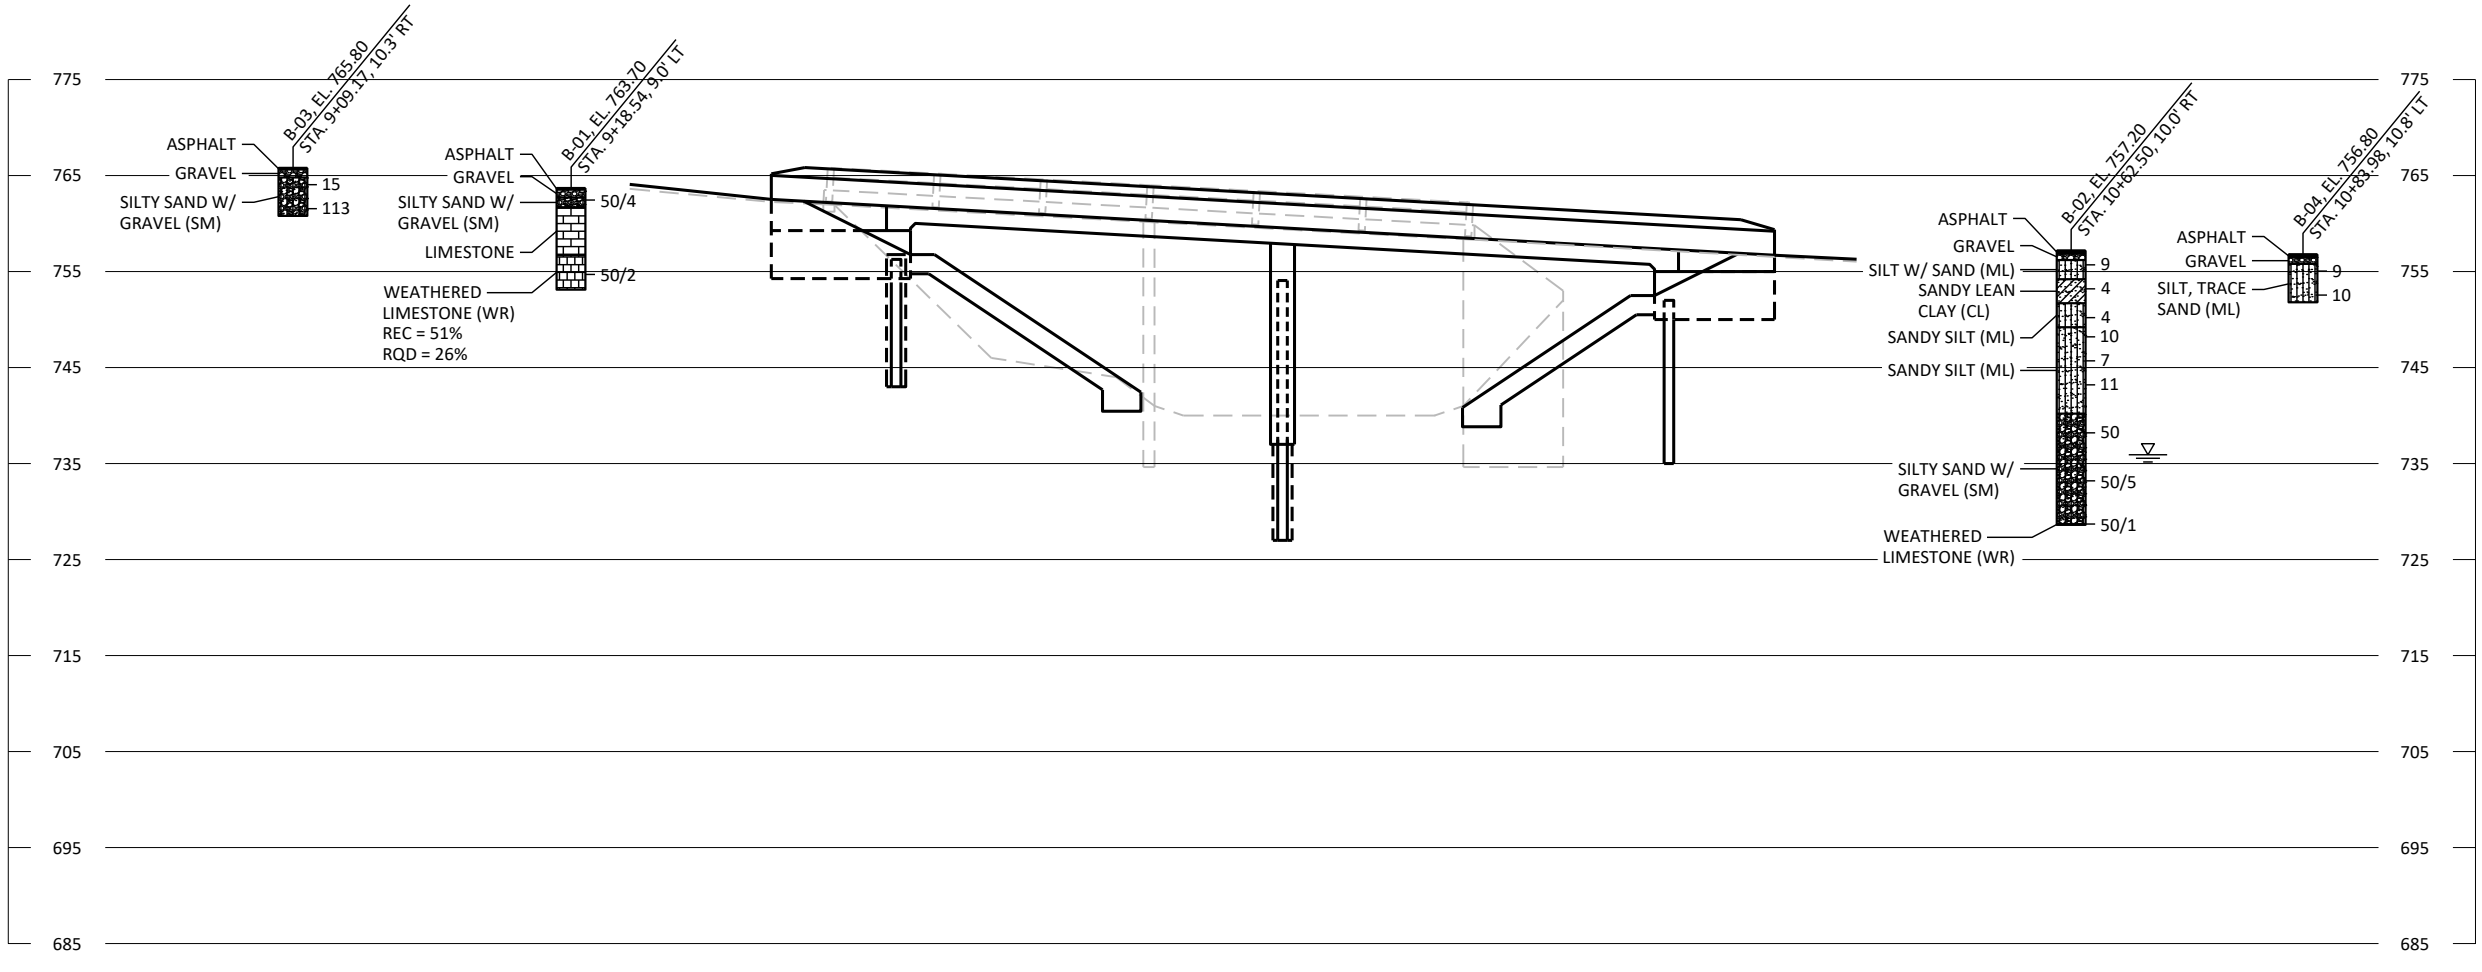 775
765
755
745
735
725
715
705
695
685
B-03, EL. 765.80
STA. 9+09.17, 10.3' RT
ASPHALT
GRAVEL
SILTY SAND W/
GRAVEL (SM)
15
113
B-01, EL. 763.70
STA. 9+18.54, 9.0' LT
ASPHALT
GRAVEL
SILTY SAND W/
GRAVEL (SM)
LIMESTONE
WEATHERED
LIMESTONE (WR)
REC = 51%
RQD = 26%
50/4
50/2
B-02, EL. 757.20
STA. 10+62.50, 10.0' RT
ASPHALT
GRAVEL
SILT W/ SAND (ML)
SANDY LEAN
CLAY (CL)
SANDY SILT (ML)
SANDY SILT (ML)
SILTY SAND W/
GRAVEL (SM)
WEATHERED
LIMESTONE (WR)
9
4
4
10
7
11
50
50/5
50/1
B-04, EL. 756.80
STA. 10+83.98, 10.8' LT
ASPHALT
GRAVEL
SILT, TRACE
SAND (ML)
9
10
775
765
755
745
735
725
715
705
695
685